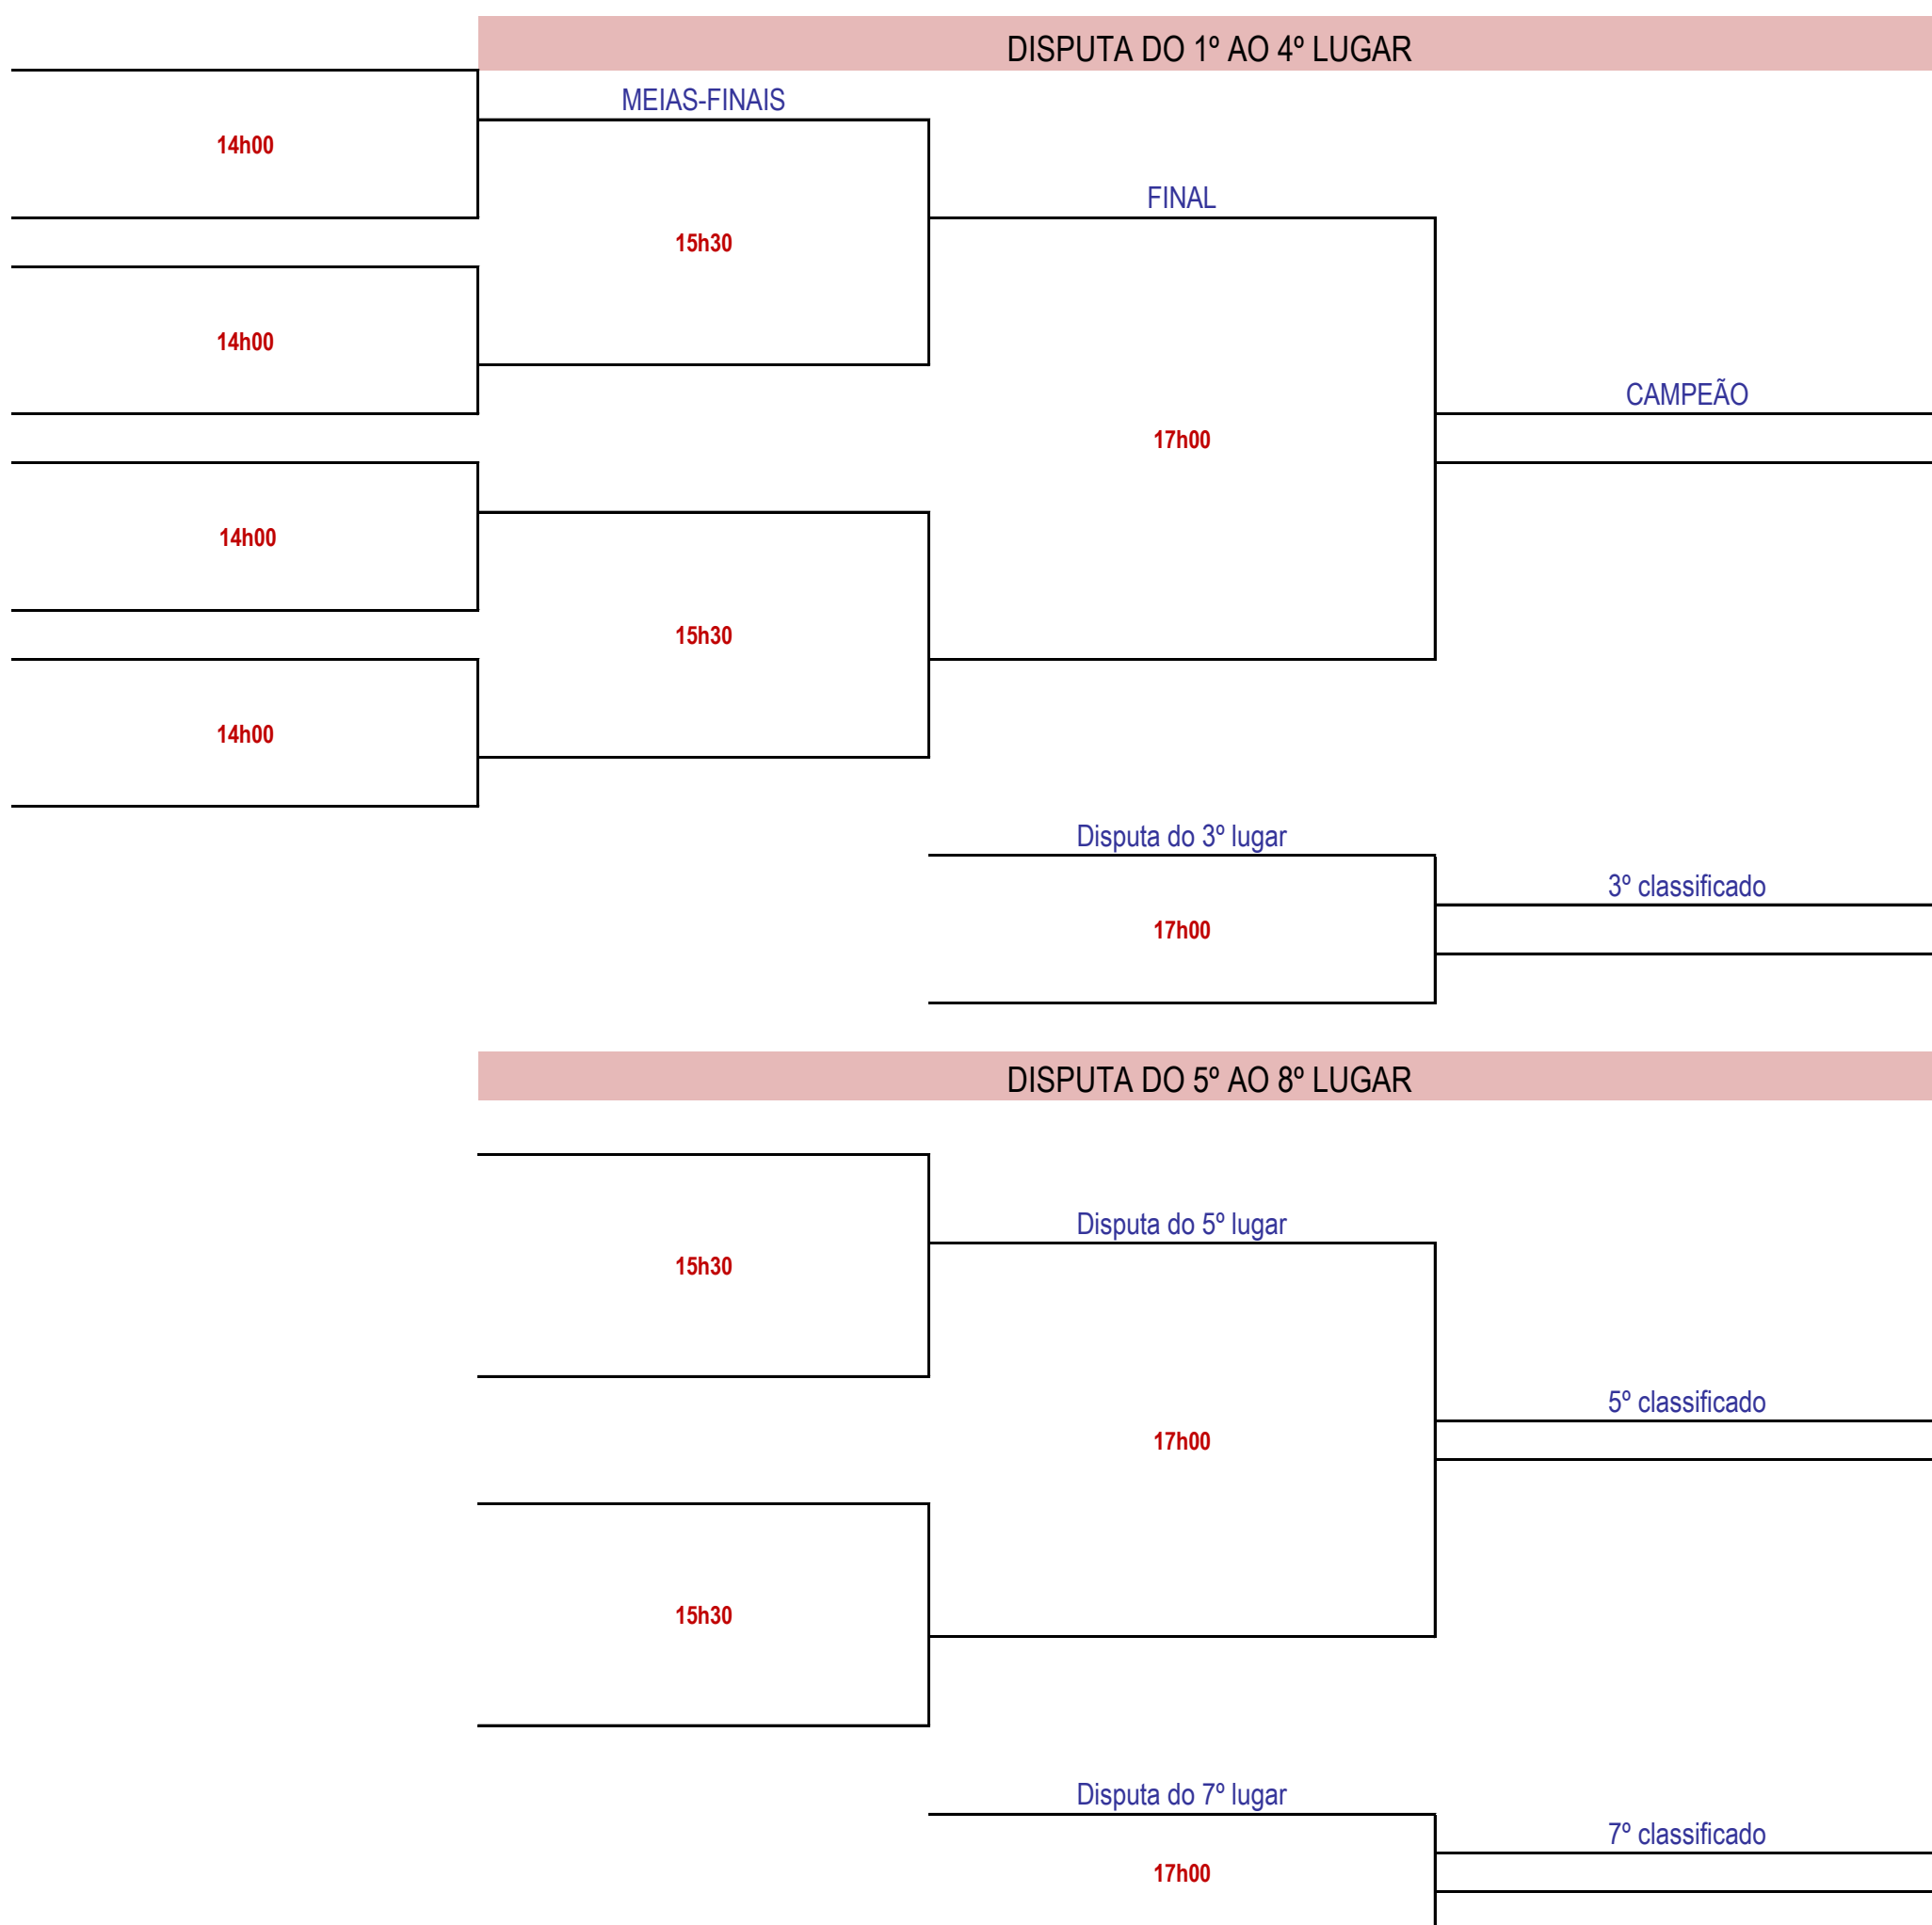 DISPUTA DO 1º AO 4º LUGAR
MEIAS-FINAIS
14h00
FINAL
15h30
14h00
CAMPEÃO
17h00
14h00
15h30
14h00
Disputa do 3º lugar
3º classificado
17h00
DISPUTA DO 5º AO 8º LUGAR
Disputa do 5º lugar
15h30
5º classificado
17h00
15h30
Disputa do 7º lugar
7º classificado
17h00